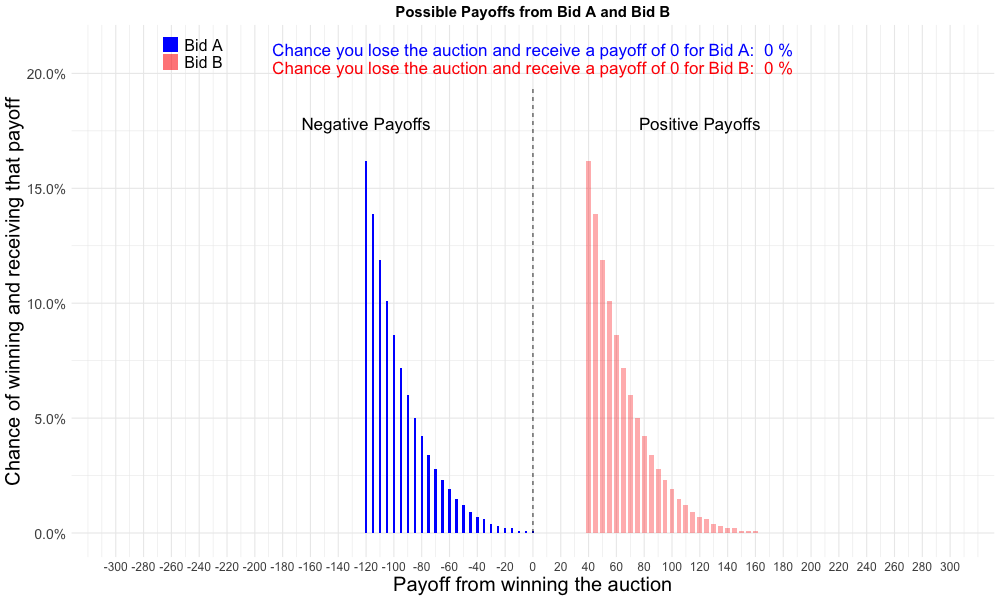 Possible Payoffs from Bid A and Bid B
Bid A
Bid B
Chance you lose the auction and receive a payoff of 0 for Bid A:  0 %
Chance you lose the auction and receive a payoff of 0 for Bid B:  0 %
Negative Payoffs
Positive Payoffs
Chance of winning and receiving that payoff
20.0%
15.0%
10.0%
5.0%
0.0%
-300 -280 -260 -240 -220 -200 -180 -160 -140 -120 -100 -80 -60 -40 -20 0 20 40 60 80 100 120 140 160 180 200 220 240 260 280 300
Payoff from winning the auction